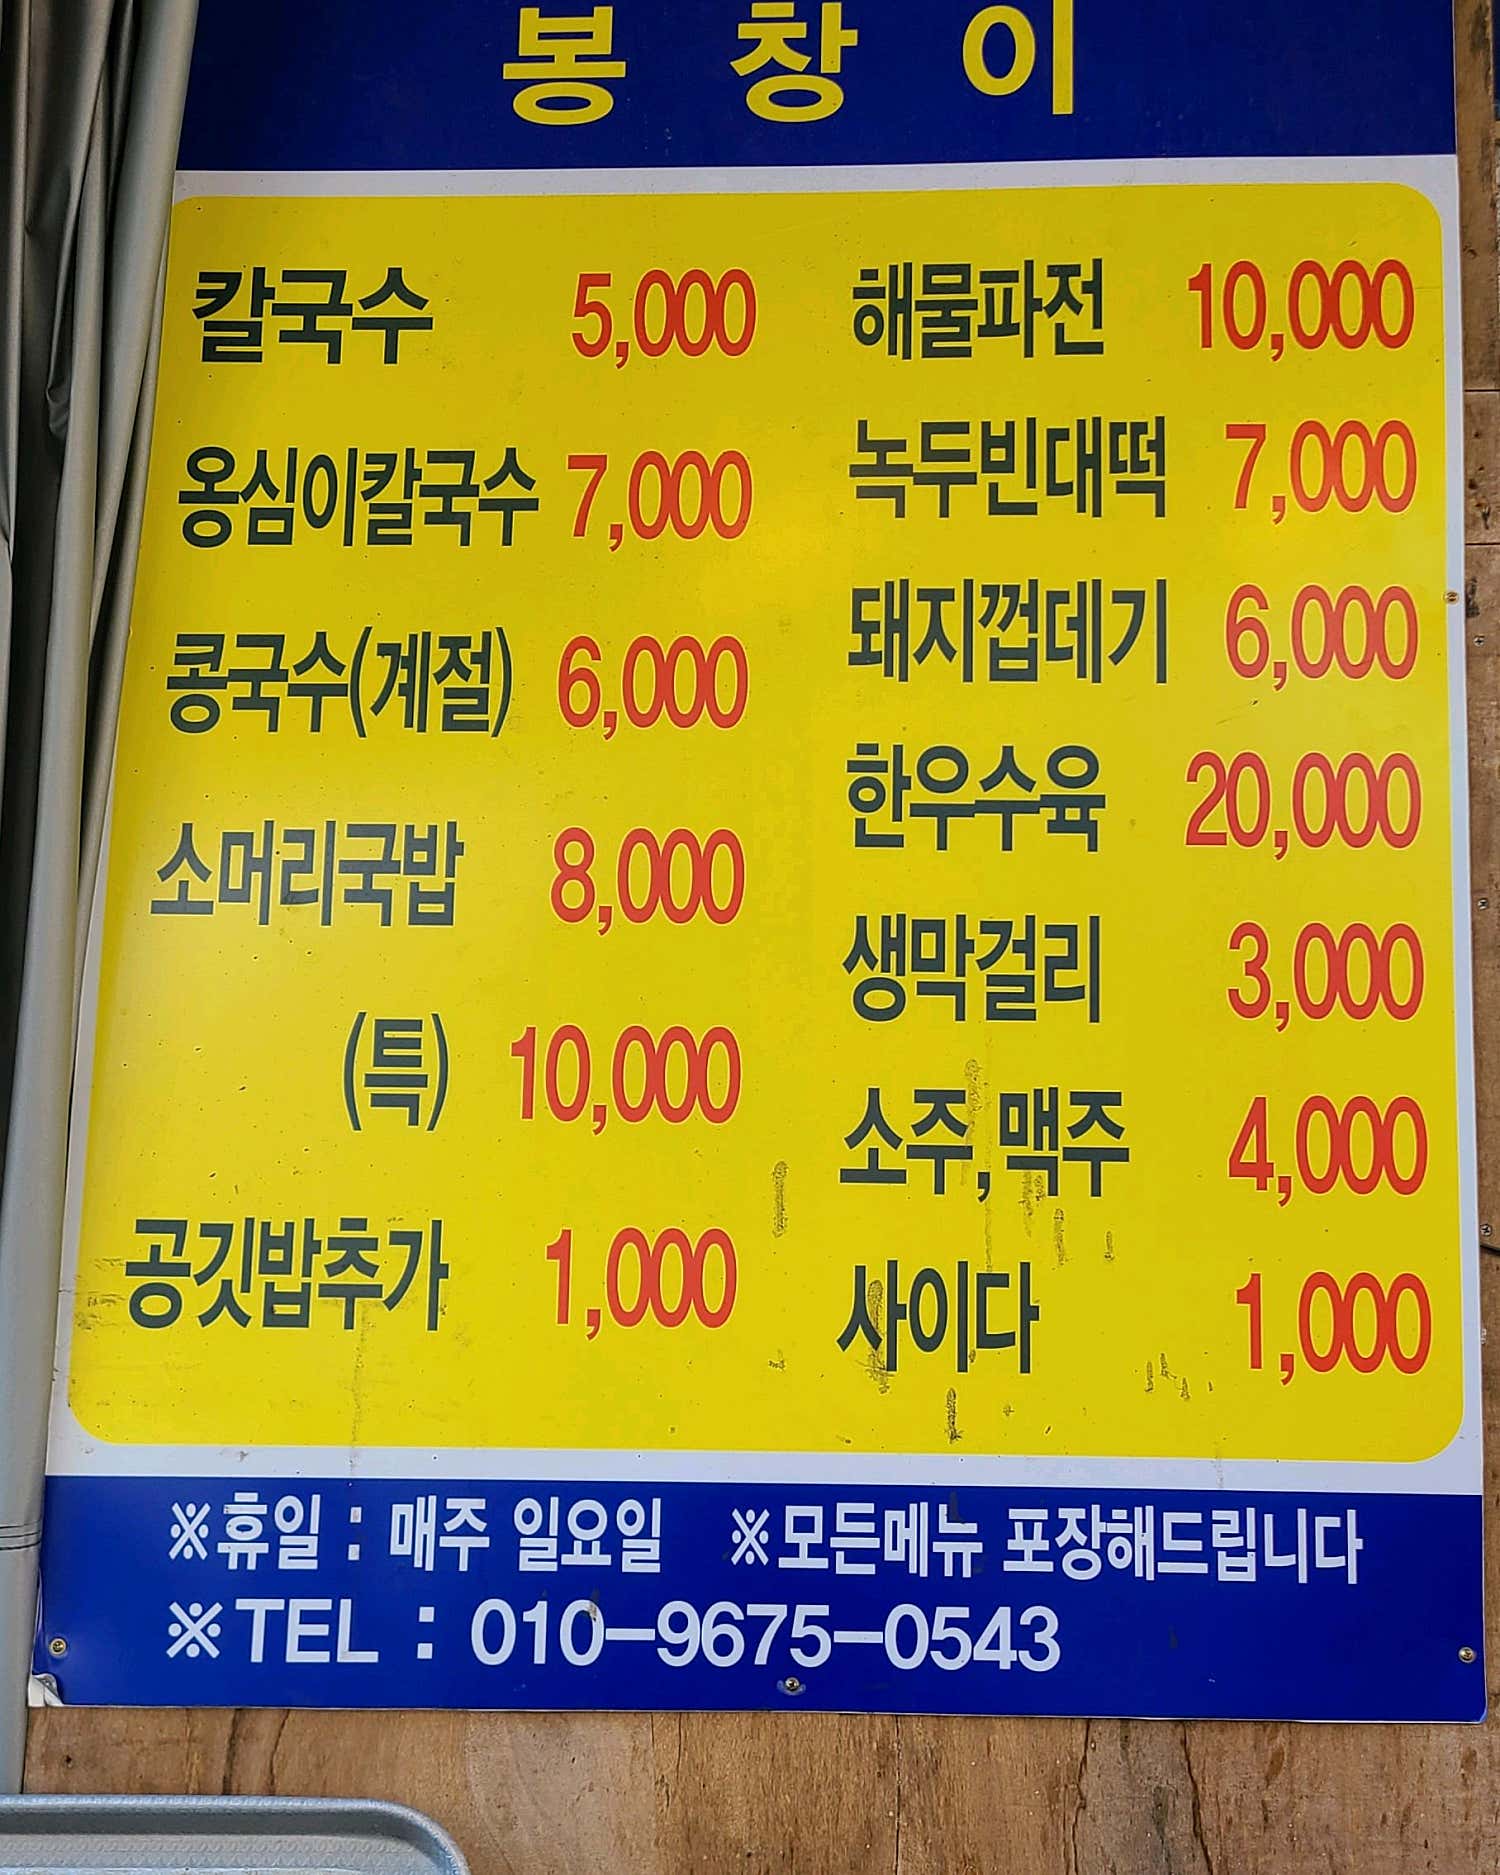 봉창이
칼국수 5,000
옹심이칼국수 7,000
콩국수(계절) 6,000
소머리국밥 8,000
(특) 10,000
공깃밥추가 1,000
해물파전 10,000
녹두빈대떡 7,000
돼지껍데기 6,000
한우수육 20,000
생막걸리 3,000
소주,맥주 4,000
사이다 1,000
※휴일 : 매주 일요일 ※모든메뉴 포장해드립니다
※TEL : 010-9675-0543